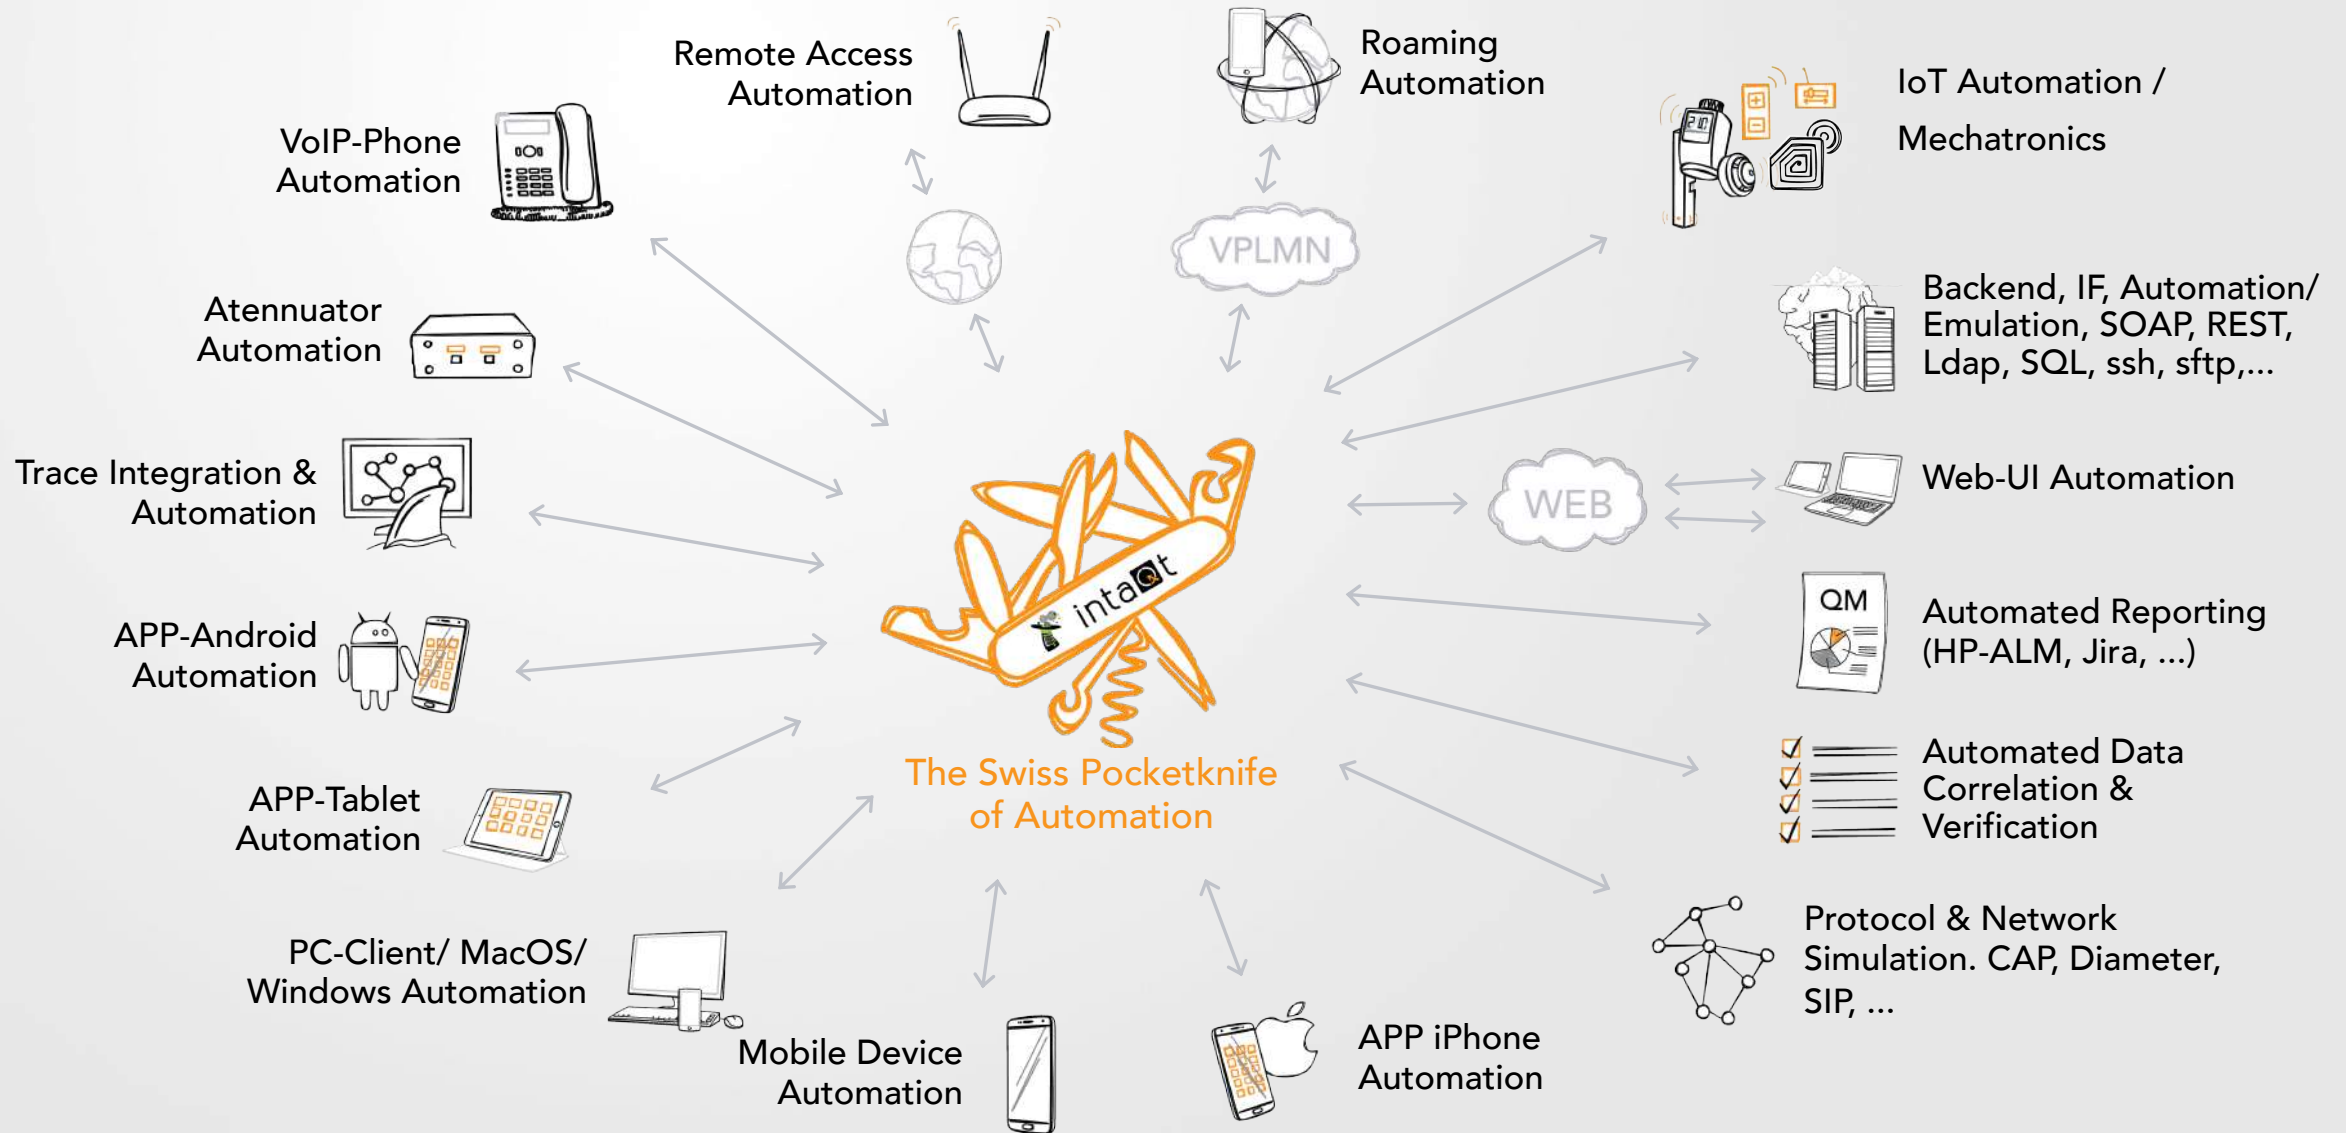 Remote Access
Automation
Roaming
Automation
IoT Automation /
Mechatronics
VoIP-Phone
Automation
VPLMN
Atennuator
Automation
Backend, IF, Automation/
Emulation, SOAP, REST,
Ldap, SQL, ssh, sftp,...
Trace Integration &
Automation
WEB
Web-UI Automation
intaQt
APP-Android
Automation
QM
Automated Reporting
(HP-ALM, Jira, ...)
The Swiss Pocketknife
of Automation
APP-Tablet
Automation
Automated Data
Correlation &
Verification
PC-Client/ MacOS/
Windows Automation
Protocol & Network
Simulation. CAP, Diameter,
SIP, ...
Mobile Device
Automation
APP iPhone
Automation